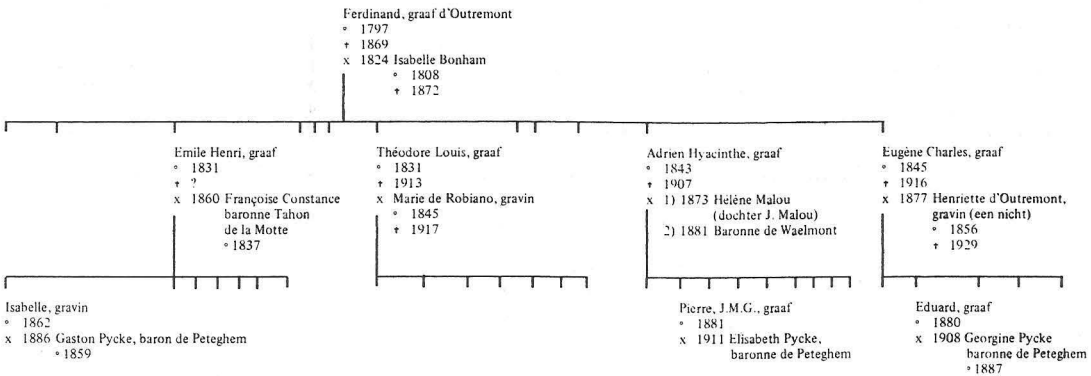 Ferdinand, graaf d'Outremont
° 1797
† 1869
x 1824 Isabelle Bonham
° 1808
† 1872
Emile Henri, graaf
° 1831
† ?
x 1860 Françoise Constance
baronne Tahon
de la Motte
° 1837
Théodore Louis, graaf
° 1831
† 1913
x Marie de Robiano, gravin
° 1845
† 1917
Adrien Hyacinthe, graaf
° 1843
† 1907
x 1) 1873 Hélène Malou
(dochter J. Malou)
2) 1881 Baronne de Waelmont
Eugène Charles, graaf
° 1845
† 1916
x 1877 Henriette d'Outremont,
gravin (een nicht)
° 1856
† 1929
Isabelle, gravin
° 1862
x 1886 Gaston Pycke, baron de Peteghem
° 1859
Pierre, J.M.G., graaf
° 1881
x 1911 Elisabeth Pycke,
baronne de Peteghem
Eduard, graaf
° 1880
x 1908 Georgine Pycke
baronne de Peteghem
° 1887